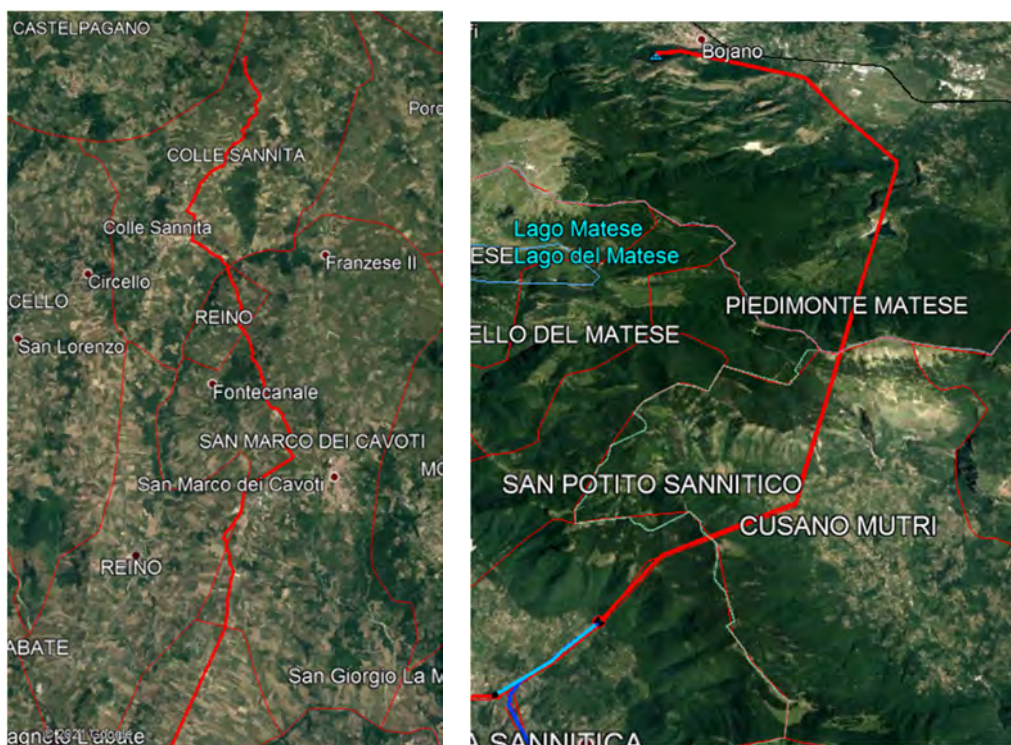 CASTELPAGANO
COLLE SANNITA
Colle Sannita
Franzese II
Circello
CELLO
REINO
San Lorenzo
Fontecanale
SAN MARCO DEI CAVOTI
San Marco dei Cavoti
REINO
ABATE
San Giorgio La M
agneto L'abate
Bojano
Lago Matese
ESE Lago del Matese
PIEDIMONTE MATESE
ELLO DEL MATESE
SAN POTITO SANNITICO
CUSANO MUTRI
A SANNITICA